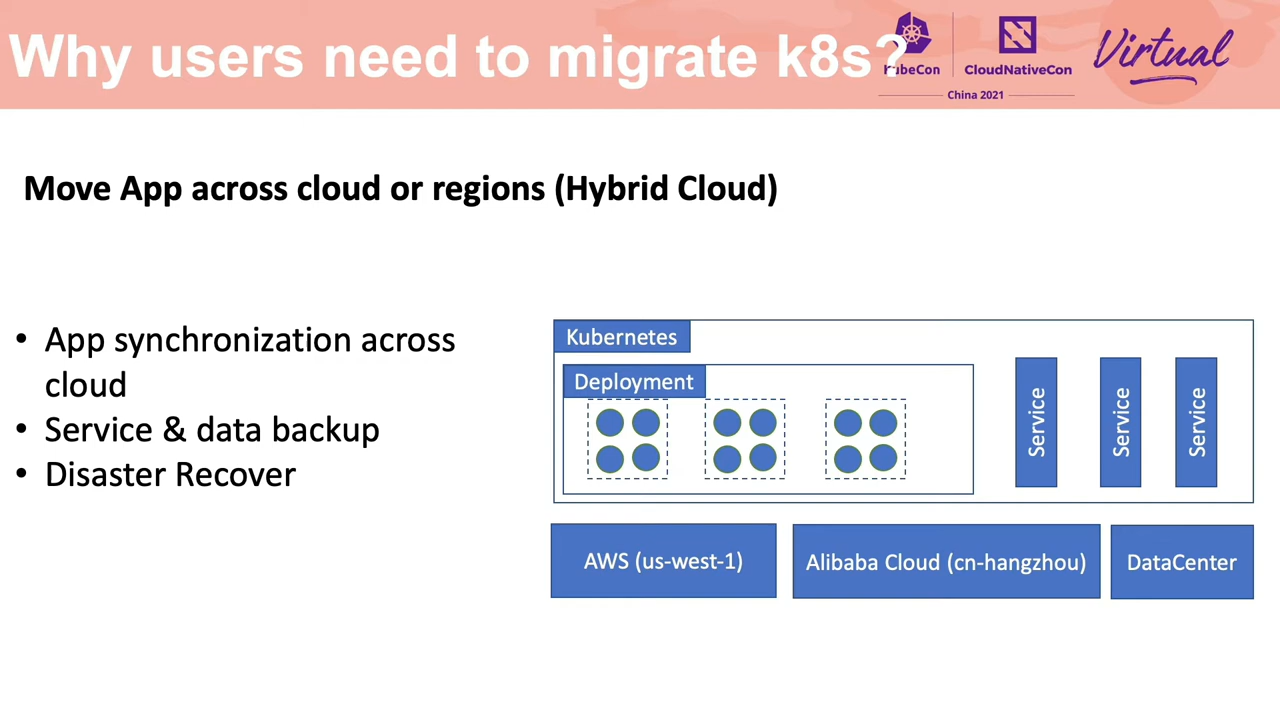 Why users need to migrate k8s?
KubeCon
CloudNativeCon
China 2021
Virtual
Move App across cloud or regions (Hybrid Cloud)
• App synchronization across
cloud
• Service & data backup
• Disaster Recover
Kubernetes
Deployment
Service
Service
Service
AWS (us-west-1)
Alibaba Cloud (cn-hangzhou)
DataCenter